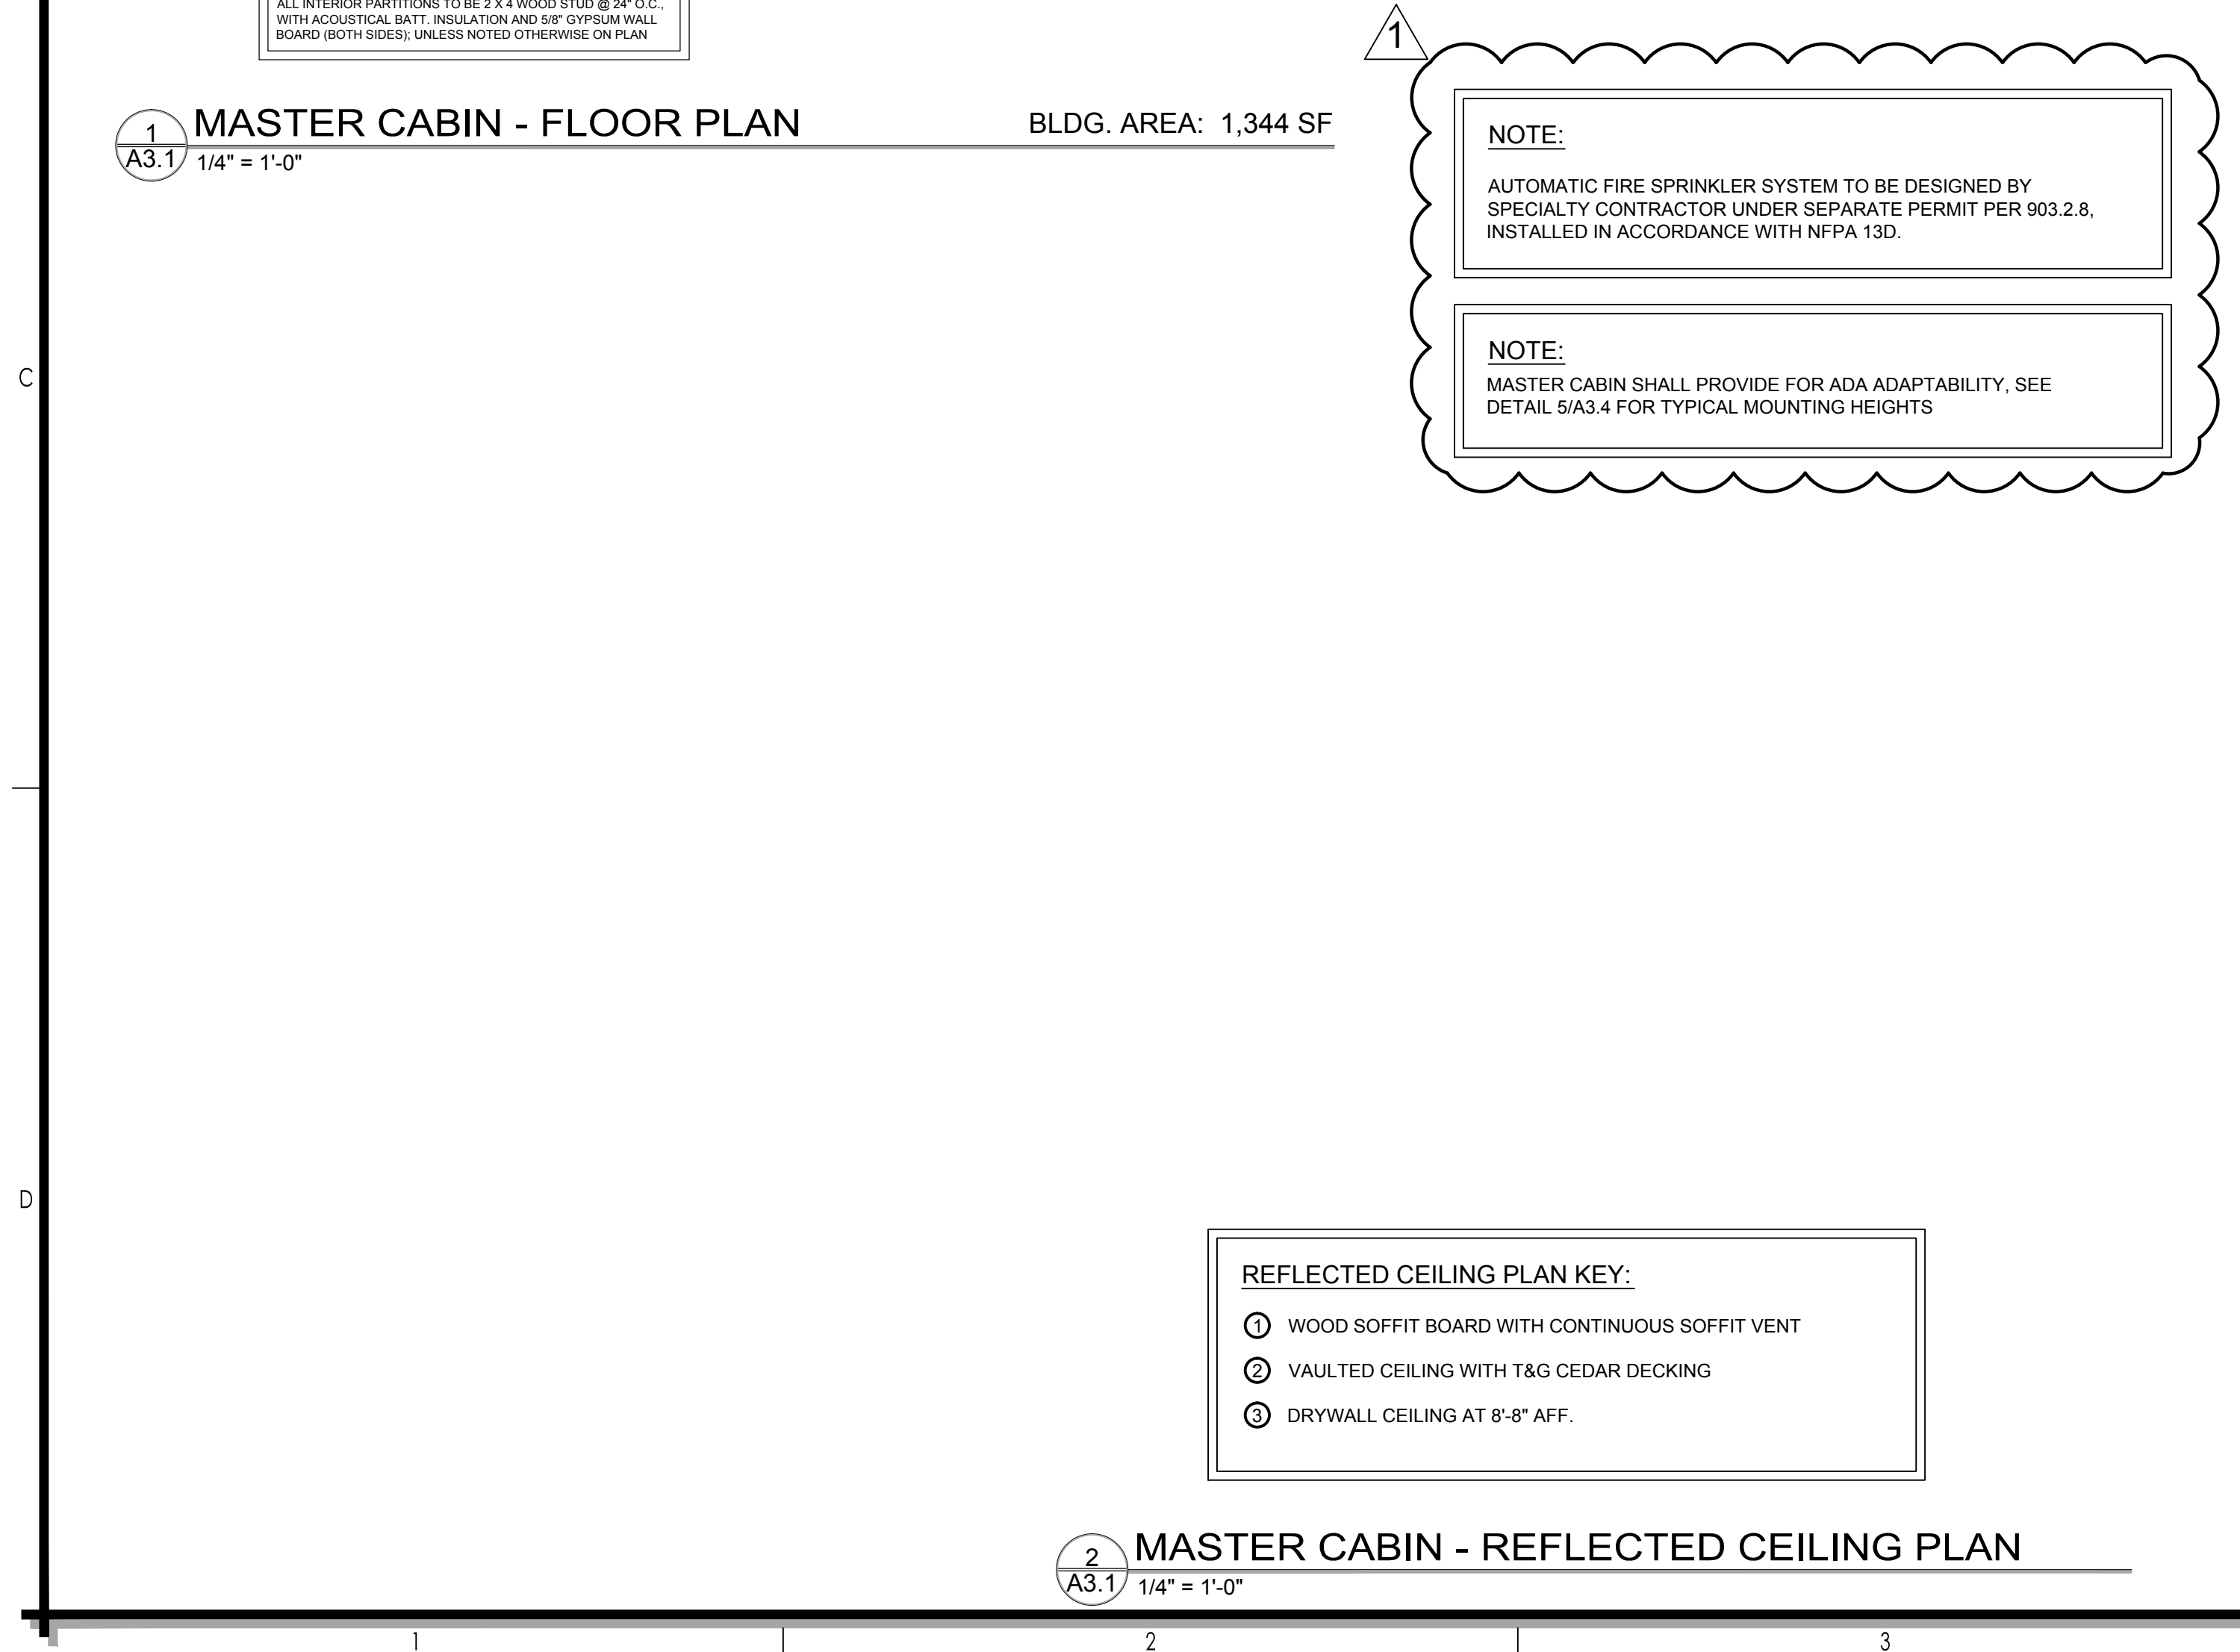 ALL INTERIOR PARTITIONS TO BE 2 X 4 WOOD STUD @ 24" O.C.,
WITH ACOUSTICAL BATT. INSULATION AND 5/8" GYPSUM WALL
BOARD (BOTH SIDES); UNLESS NOTED OTHERWISE ON PLAN
1
A3.1
MASTER CABIN - FLOOR PLAN
BLDG. AREA: 1,344 SF
1/4" = 1'-0"
1
NOTE:
AUTOMATIC FIRE SPRINKLER SYSTEM TO BE DESIGNED BY
SPECIALTY CONTRACTOR UNDER SEPARATE PERMIT PER 903.2.8,
INSTALLED IN ACCORDANCE WITH NFPA 13D.
NOTE:
MASTER CABIN SHALL PROVIDE FOR ADA ADAPTABILITY, SEE
DETAIL 5/A3.4 FOR TYPICAL MOUNTING HEIGHTS
C
D
REFLECTED CEILING PLAN KEY:
1 WOOD SOFFIT BOARD WITH CONTINUOUS SOFFIT VENT
2 VAULTED CEILING WITH T&G CEDAR DECKING
3 DRYWALL CEILING AT 8'-8" AFF.
2
A3.1
MASTER CABIN - REFLECTED CEILING PLAN
1/4" = 1'-0"
1
2
3